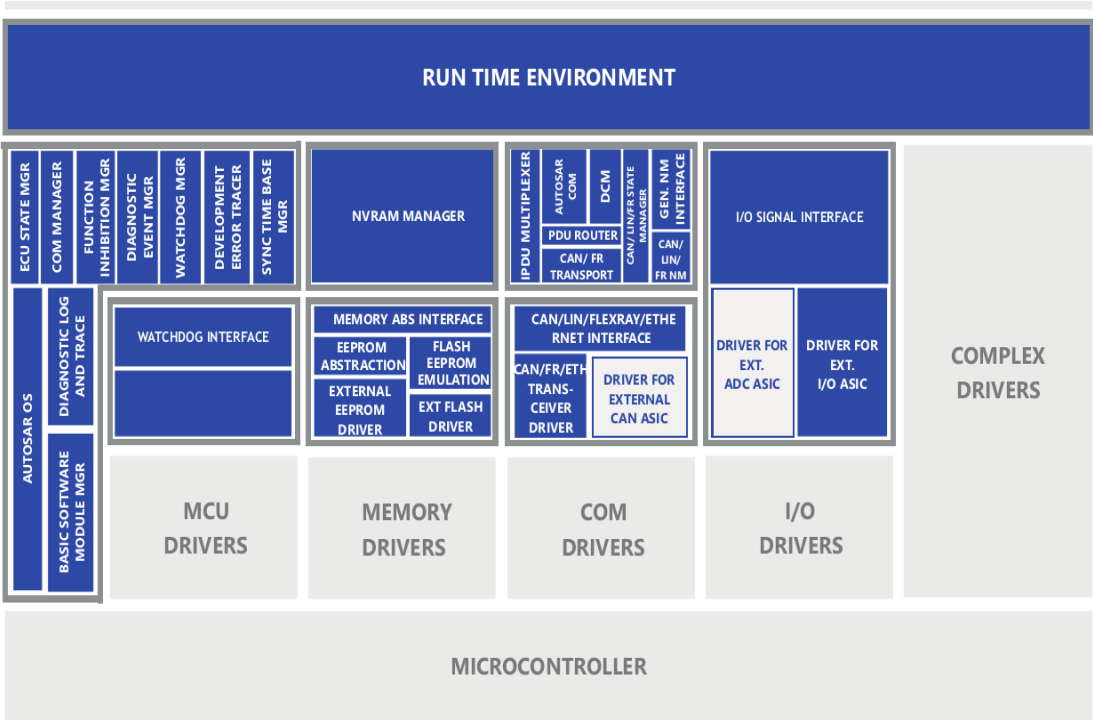 RUN TIME ENVIRONMENT
ECU STATE MGR
COM MANAGER
FUNCTION
INHIBITION MGR
DIAGNOSTIC
EVENT MGR
WATCHDOG MGR
DEVELOPMENT
ERROR TRACER
SYNC TIME BASE
MGR
NVRAM MANAGER
IPDU MULTIPLEXER
AUTOSAR
COM
DCM
PDU ROUTER
CAN/ FR
TRANSPORT
CAN/ LIN/FR STATE
MANAGER
GEN. NM
INTERFACE
CAN/
LIN/
FR NM
I/O SIGNAL INTERFACE
AUTOSAR OS
DIAGNOSTIC LOG
AND TRACE
BASIC SOFTWARE
MODULE MGR
WATCHDOG INTERFACE
MEMORY ABS INTERFACE
EEPROM
ABSTRACTION
FLASH
EEPROM
EMULATION
EXTERNAL
EEPROM
DRIVER
EXT FLASH
DRIVER
CAN/LIN/FLEXRAY/ETHE
RNET INTERFACE
CAN/FR/ETH
TRANS-
CEIVER
DRIVER
DRIVER FOR
EXTERNAL
CAN ASIC
DRIVER FOR
EXT.
ADC ASIC
DRIVER FOR
EXT.
I/O ASIC
COMPLEX
DRIVERS
MCU
DRIVERS
MEMORY
DRIVERS
COM
DRIVERS
I/O
DRIVERS
MICROCONTROLLER